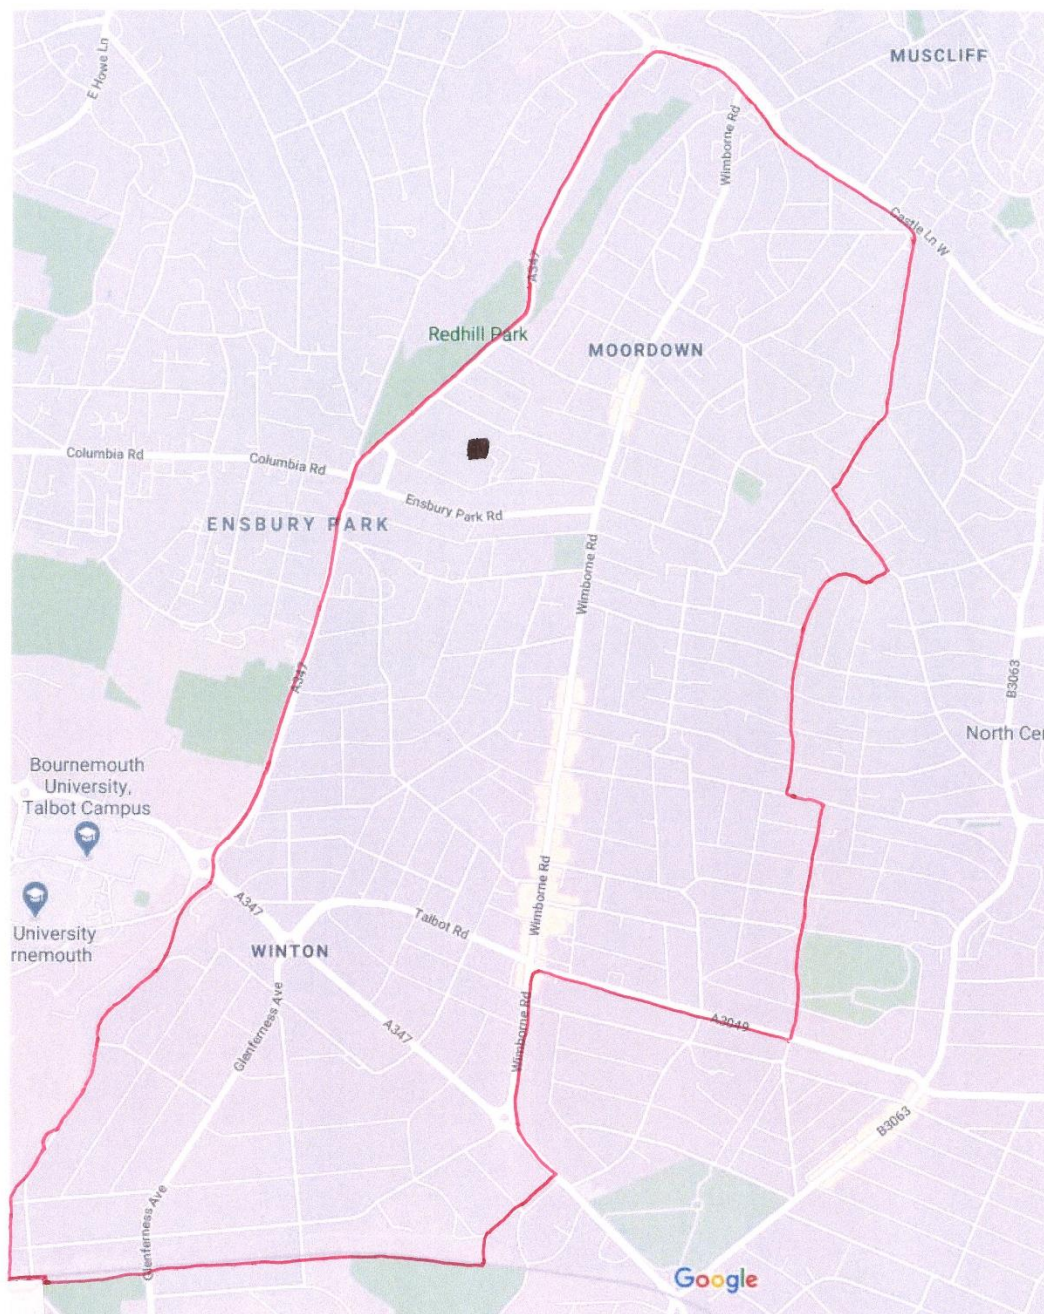 MUSCLIFF
E Howe Ln
Wimborne Rd
Castle Ln W
A347
Redhill Park
MOORDOWN
Columbia Rd
Columbia Rd
Ensbury Park Rd
ENSBURY PARK
Wimborne Rd
A347
B3063
North Cen
Bournemouth
University,
Talbot Campus
Wimborne Rd
A347
Talbot Rd
University
rnemouth
WINTON
Glenferness Ave
A347
Wimborne Rd
A3049
B3063
Glenferness Ave
Google